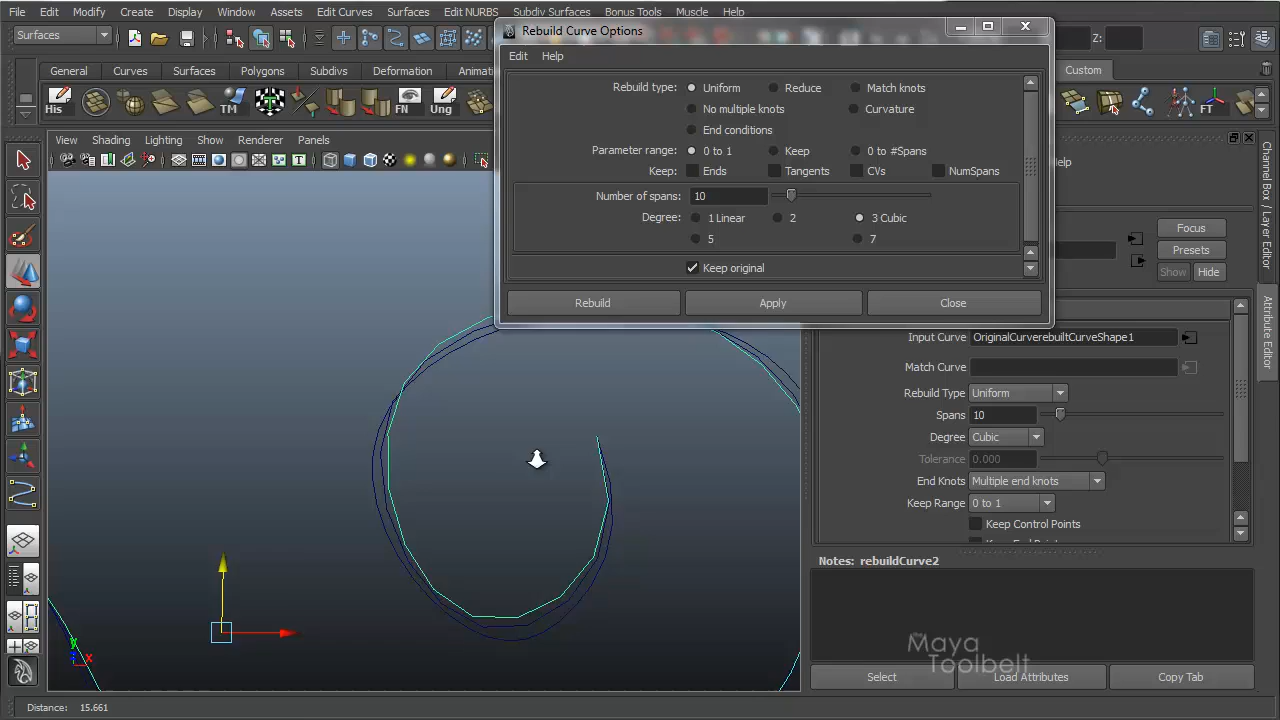 File Edit Modify Create Display Window Assets Edit Curves Surfaces Edit NURBS Subdiv Surfaces Bonus Tools Muscle Help
Surfaces
Z:
Rebuild Curve Options
Edit Help
Rebuild type: Uniform Reduce Match knots
No multiple knots Curvature
End conditions
Parameter range: 0 to 1 Keep 0 to #Spans
Keep: Ends Tangents CVs NumSpans
Number of spans: 10
Degree: 1 Linear 2 3 Cubic
5 7
Keep original
Rebuild Apply Close
General Curves Surfaces Polygons Subdivs Deformation Animati
Custom
His TM FN Ung FT
View Shading Lighting Show Renderer Panels
elp
Channel Box / Layer Editor
Attribute Editor
Focus
Presets
Show Hide
Input Curve OriginalCurverebuiltCurveShape1
Match Curve
Rebuild Type Uniform
Spans 10
Degree Cubic
Tolerance 0.000
End Knots Multiple end knots
Keep Range 0 to 1
Keep Control Points
Notes: rebuildCurve2
Maya
Toolbelt
Select Load Attributes Copy Tab
y
z x
Distance: 15.661